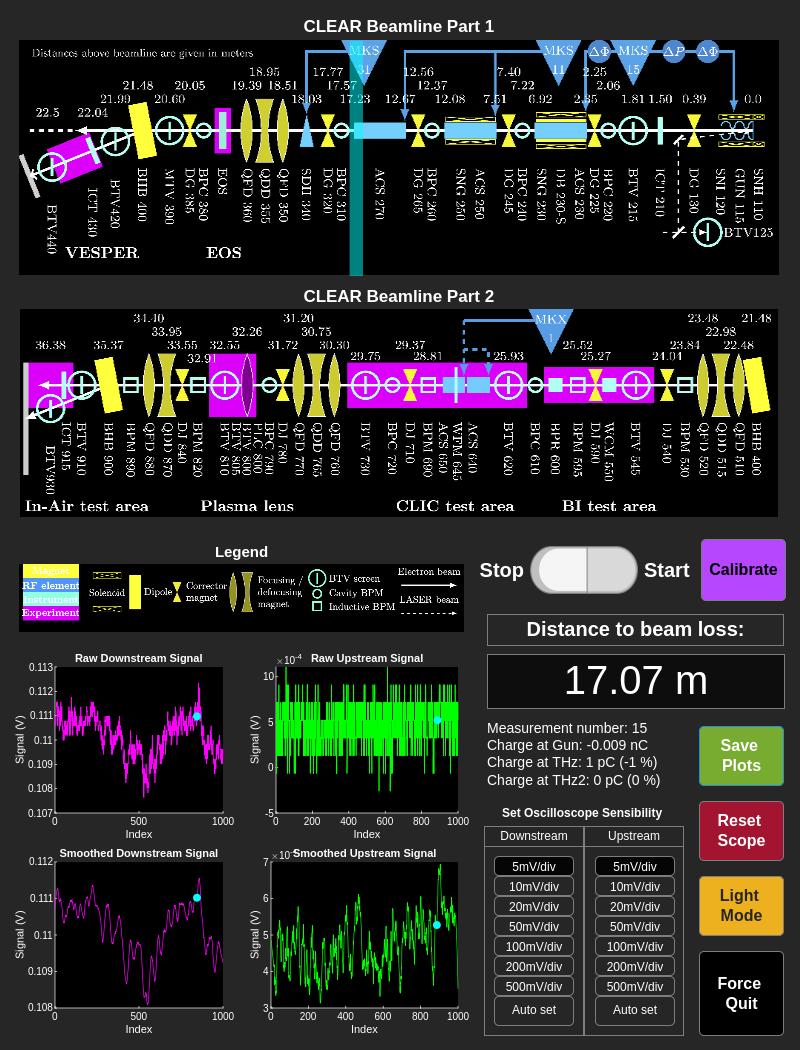 CLEAR Beamline Part 1
Distances above beamline are given in meters
MKS 31
MKS 11
ΔΦ
MKS 15
ΔP
ΔΦ
18.95
17.77
12.56
7.40
2.25
21.48
20.05
19.39
18.51
17.57
12.37
7.22
2.06
22.5
22.04
21.99
20.60
18.03
17.23
12.67
12.08
7.51
6.92
2.35
1.81
1.50
0.39
0.0
BTV440
ICT 430
BTV420
BHB 400
MTV 390
DG 385
BPC 380
EOS
QFD 360
QDD 355
QFD 350
SDH 340
DG 320
BPC 310
ACS 270
DG 265
BPC 260
SNG 250
ACS 250
DG 245
BPC 240
SNG 230
DB 230-S
ACS 230
DG 225
BPC 220
BTV 215
ICT 210
DG 130
SNI 120
GUN 115
SNH 110
BTV125
VESPER
EOS
CLEAR Beamline Part 2
MKX 1
34.40
31.20
23.48
21.48
33.95
32.26
30.75
22.98
36.38
35.37
33.55
32.55
31.72
30.30
29.37
25.52
24.04
22.48
32.91
29.75
28.81
25.93
25.27
23.84
BTV930
ICT 915
BTV 910
BHB 900
BPM 890
QFD 880
QDD 870
DJ 840
BPM 820
BTV 810
BTV 805
BTV 800
PLC 800
BPC 790
DJ 780
QFD 770
QDD 765
QFD 760
BTV 730
BPC 720
DJ 710
BPM 690
ACS 650
WPM 645
ACS 640
BTV 620
BPC 610
BPR 600
BPM 595
DJ 590
WCM 550
BTV 545
DJ 540
BPM 530
QFD 520
QDD 515
QFD 510
BHB 400
In-Air test area
Plasma lens
CLIC test area
BI test area
Legend
Magnet
RF element
Instrument
Experiment
Solenoid
Dipole
Corrector
magnet
Focusing /
defocusing
magnet
BTV screen
Cavity BPM
Inductive BPM
Electron beam
LASER beam
Stop
Start
Calibrate
Distance to beam loss:
17.07 m
Measurement number: 15
Charge at Gun: -0.009 nC
Charge at THz: 1 pC (-1 %)
Charge at THz2: 0 pC (0 %)
Save
Plots
Reset
Scope
Light
Mode
Force
Quit
Set Oscilloscope Sensibility
Downstream
Upstream
5mV/div
5mV/div
10mV/div
10mV/div
20mV/div
20mV/div
50mV/div
50mV/div
100mV/div
100mV/div
200mV/div
200mV/div
500mV/div
500mV/div
Auto set
Auto set
Raw Downstream Signal
Signal (V)
0.113
0.112
0.111
0.11
0.109
0.108
0.107
0
500
1000
Index
Raw Upstream Signal
×10-4
Signal (V)
10
5
0
-5
0
200
400
600
800
1000
Index
Smoothed Downstream Signal
Signal (V)
0.112
0.111
0.11
0.109
0.108
0
500
1000
Index
Smoothed Upstream Signal
Signal (V)
7
6
5
4
3
0
500
1000
Index